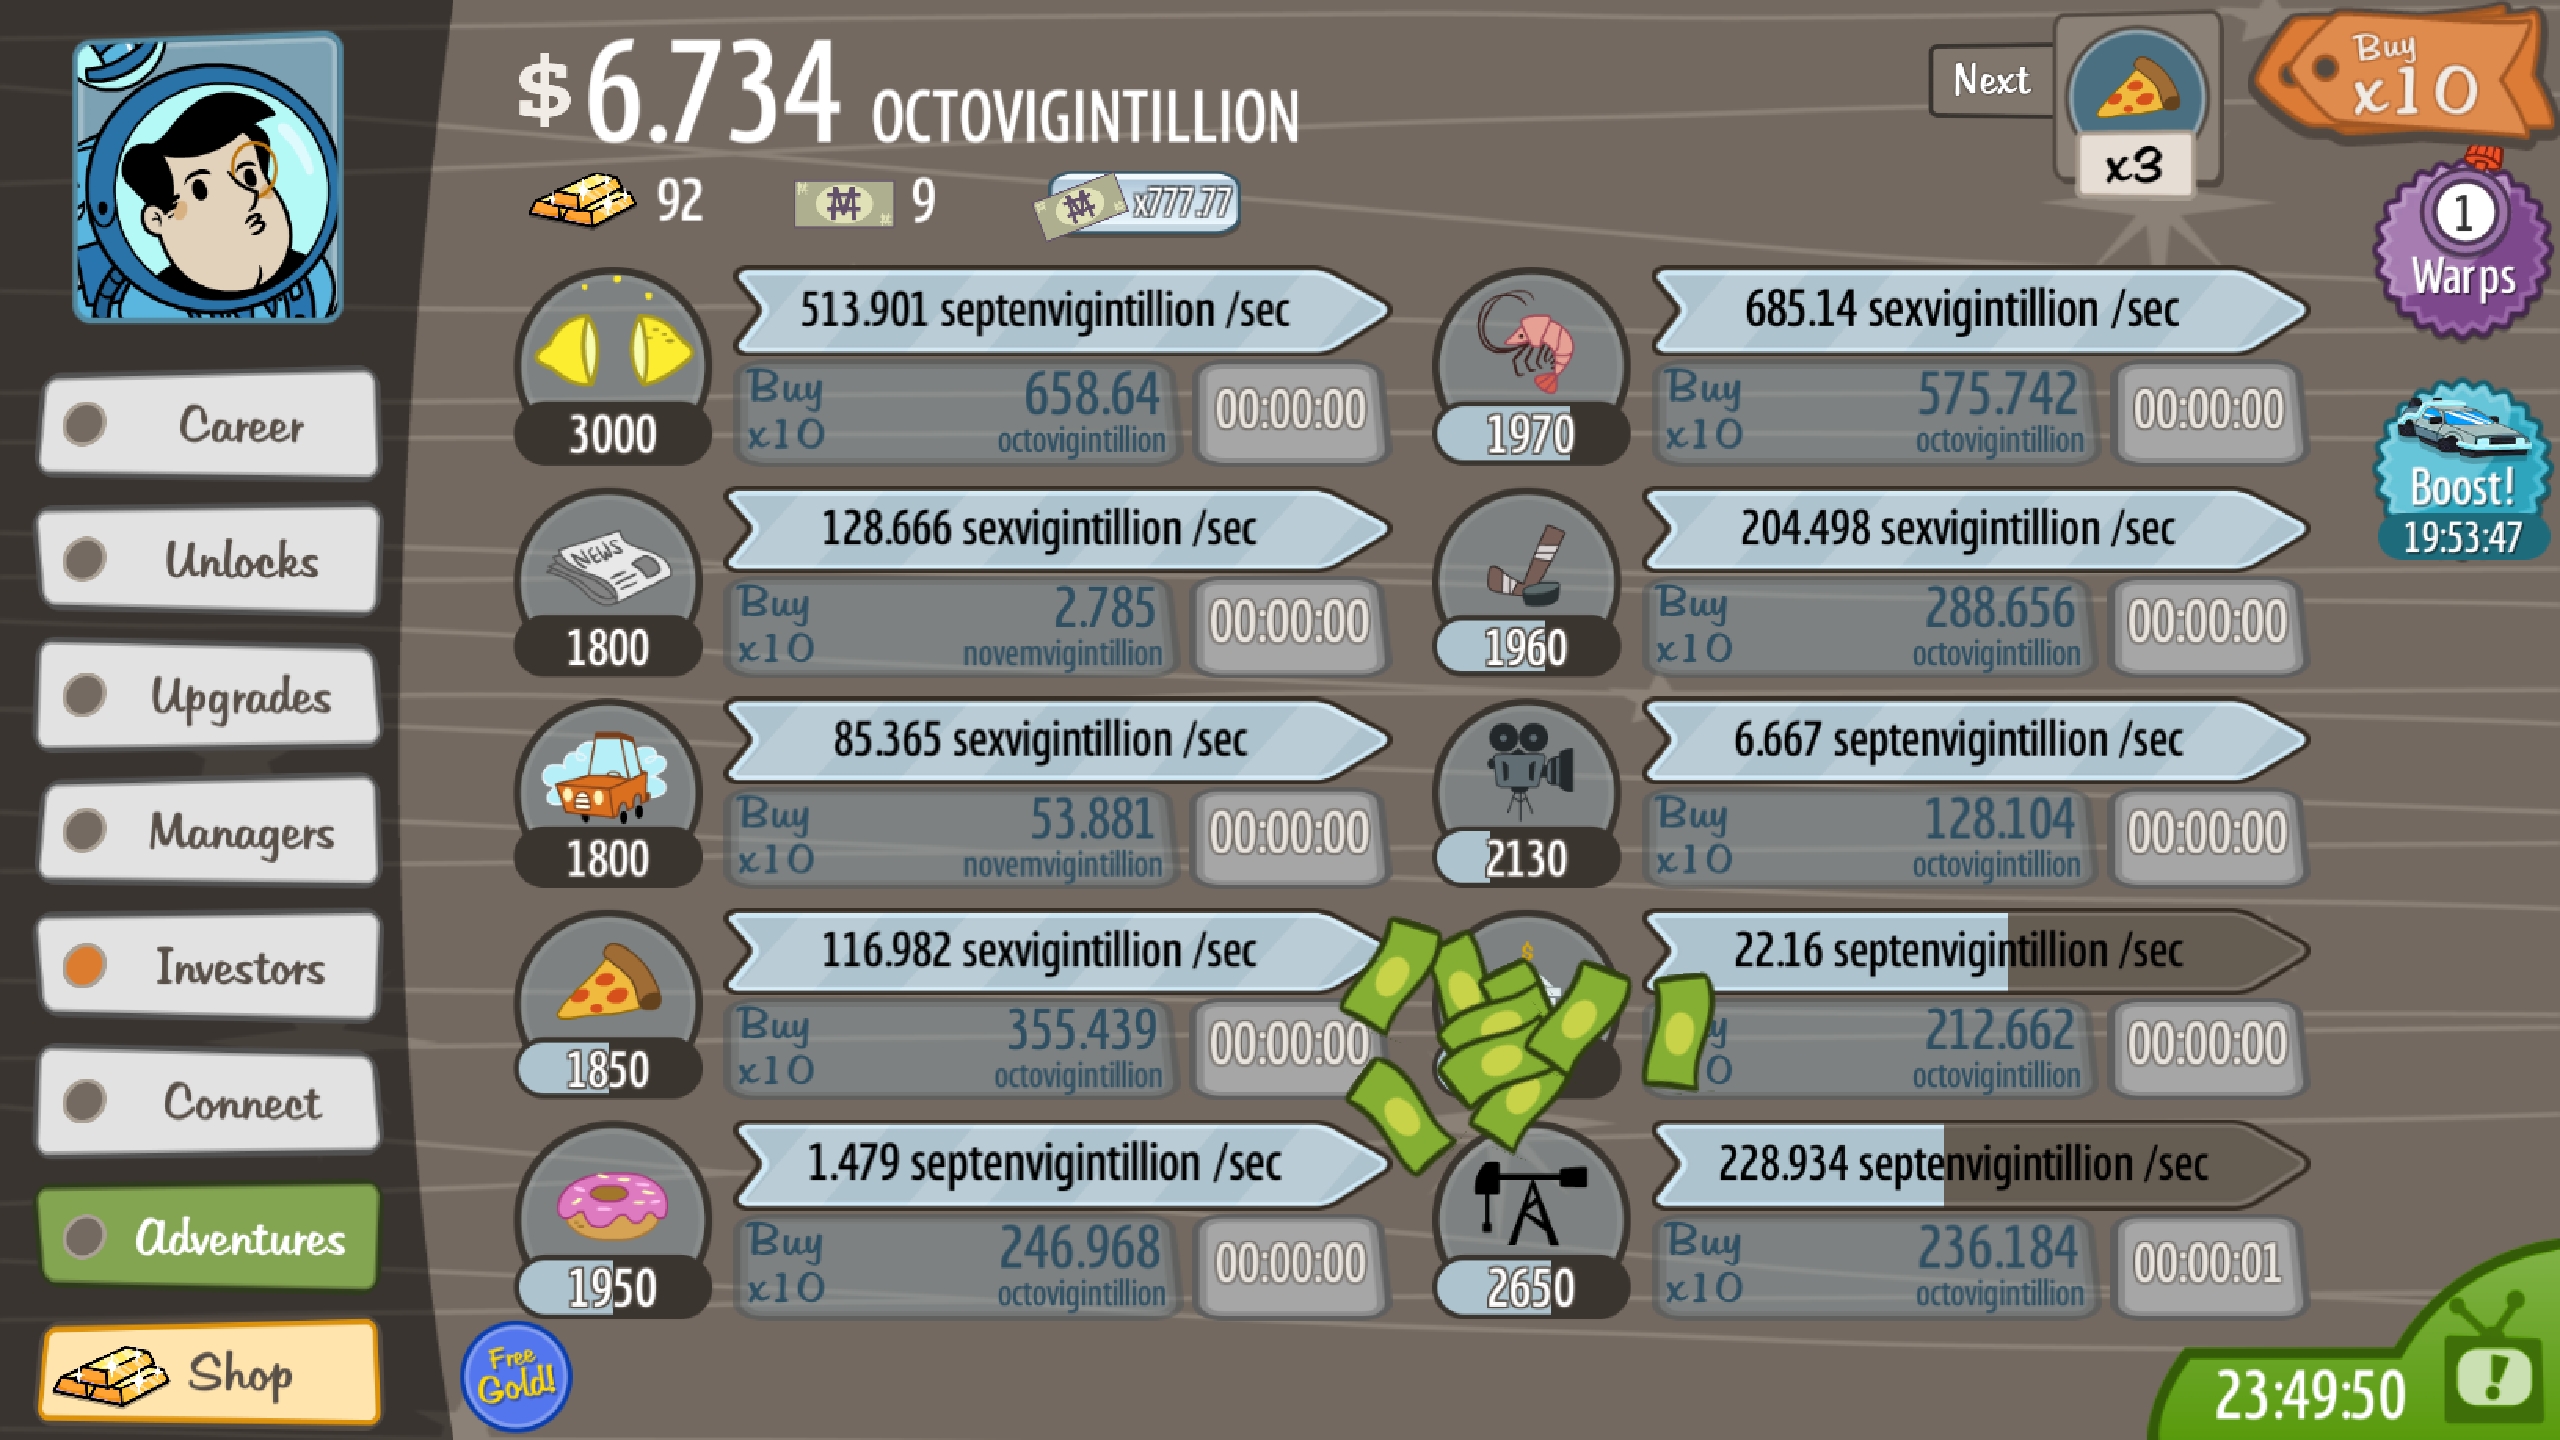 $6.734 OCTOVIGINTILLION
92
9
x777.77
Next
x3
Buy
x10
1
Warps
Boost!
19:53:47
Career
Unlocks
Upgrades
Managers
Investors
Connect
Adventures
Shop
513.901 septenvigintillion /sec
3000
Buy
x10
658.64
octovigintillion
00:00:00
NEWS
128.666 sexvigintillion /sec
1800
Buy
x10
2.785
novemvigintillion
00:00:00
85.365 sexvigintillion /sec
1800
Buy
x10
53.881
novemvigintillion
00:00:00
116.982 sexvigintillion /sec
1850
Buy
x10
355.439
octovigintillion
00:00:00
1.479 septenvigintillion /sec
1950
Buy
x10
246.968
octovigintillion
00:00:00
685.14 sexvigintillion /sec
1970
Buy
x10
575.742
octovigintillion
00:00:00
204.498 sexvigintillion /sec
1960
Buy
x10
288.656
octovigintillion
00:00:00
6.667 septenvigintillion /sec
2130
Buy
x10
128.104
octovigintillion
00:00:00
22.16 septenvigintillion /sec
212.662
octovigintillion
00:00:00
228.934 septenvigintillion /sec
2650
Buy
x10
236.184
octovigintillion
00:00:01
Free
Gold!
23:49:50